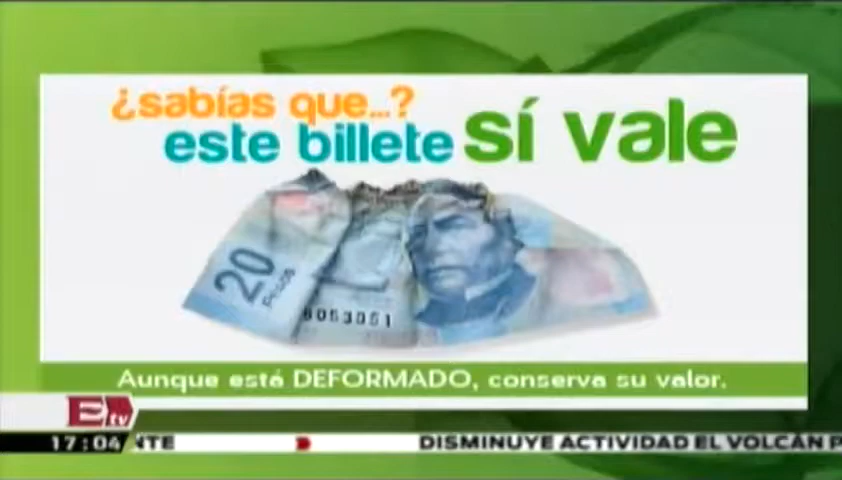 ¿sabías que...?
este billete sí vale
20
Pesos
6053051
Aunque está DEFORMADO, conserva su valor.
tv
17:04 NTE DISMINUYE ACTIVIDAD EL VOLCÁN P